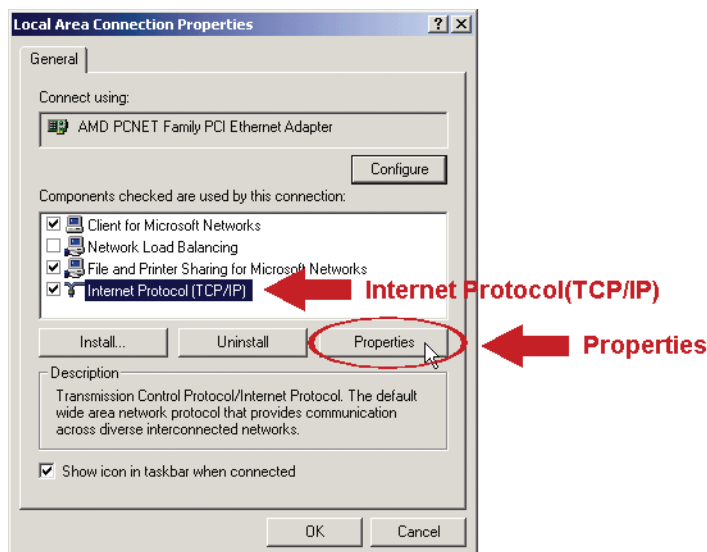 Local Area Connection Properties
General
Connect using:
AMD PCNET Family PCI Ethernet Adapter
Configure
Components checked are used by this connection:
Client for Microsoft Networks
Network Load Balancing
File and Printer Sharing for Microsoft Networks
Internet Protocol (TCP/IP)
Internet Protocol(TCP/IP)
Install...
Uninstall
Properties
Properties
Description
Transmission Control Protocol/Internet Protocol. The default
wide area network protocol that provides communication
across diverse interconnected networks.
Show icon in taskbar when connected
OK
Cancel